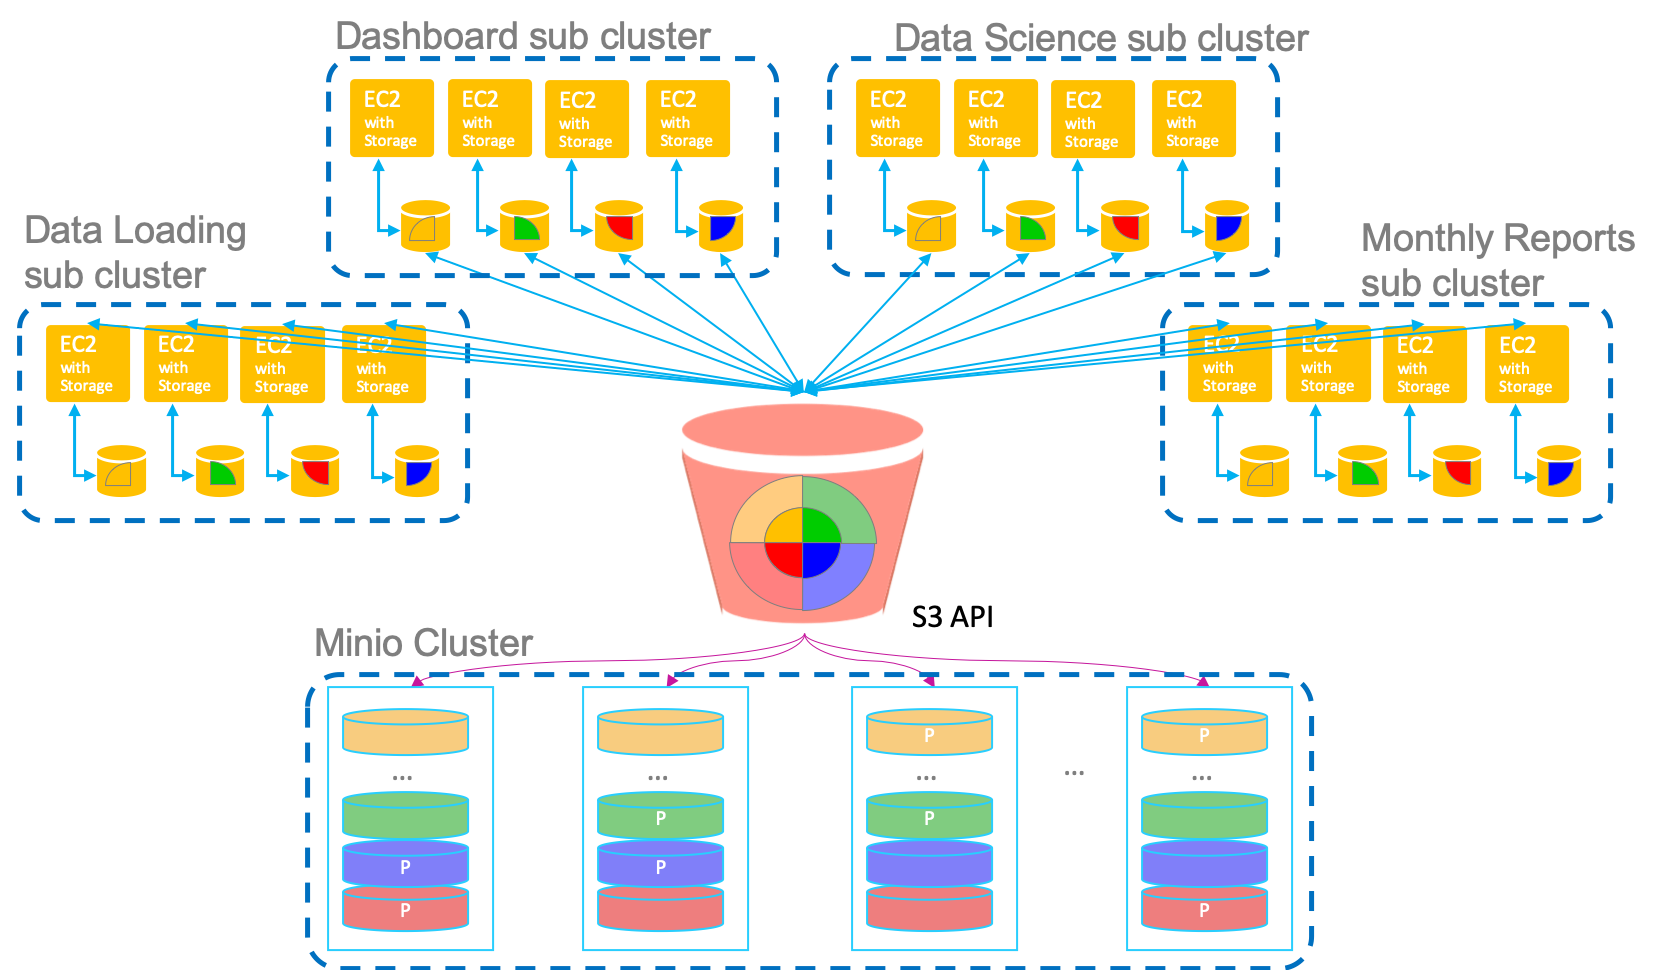 Dashboard sub cluster
Data Science sub cluster
EC2
with
Storage
EC2
with
Storage
EC2
with
Storage
EC2
with
Storage
EC2
with
Storage
EC2
with
Storage
EC2
with
Storage
EC2
with
Storage
Data Loading
sub cluster
Monthly Reports
sub cluster
EC2
with
Storage
EC2
with
Storage
EC2
with
Storage
EC2
with
Storage
EC2
with
Storage
EC2
with
Storage
EC2
with
Storage
EC2
with
Storage
S3 API
Minio Cluster
P
P
...
...
...
...
...
P
P
P
P
P
P